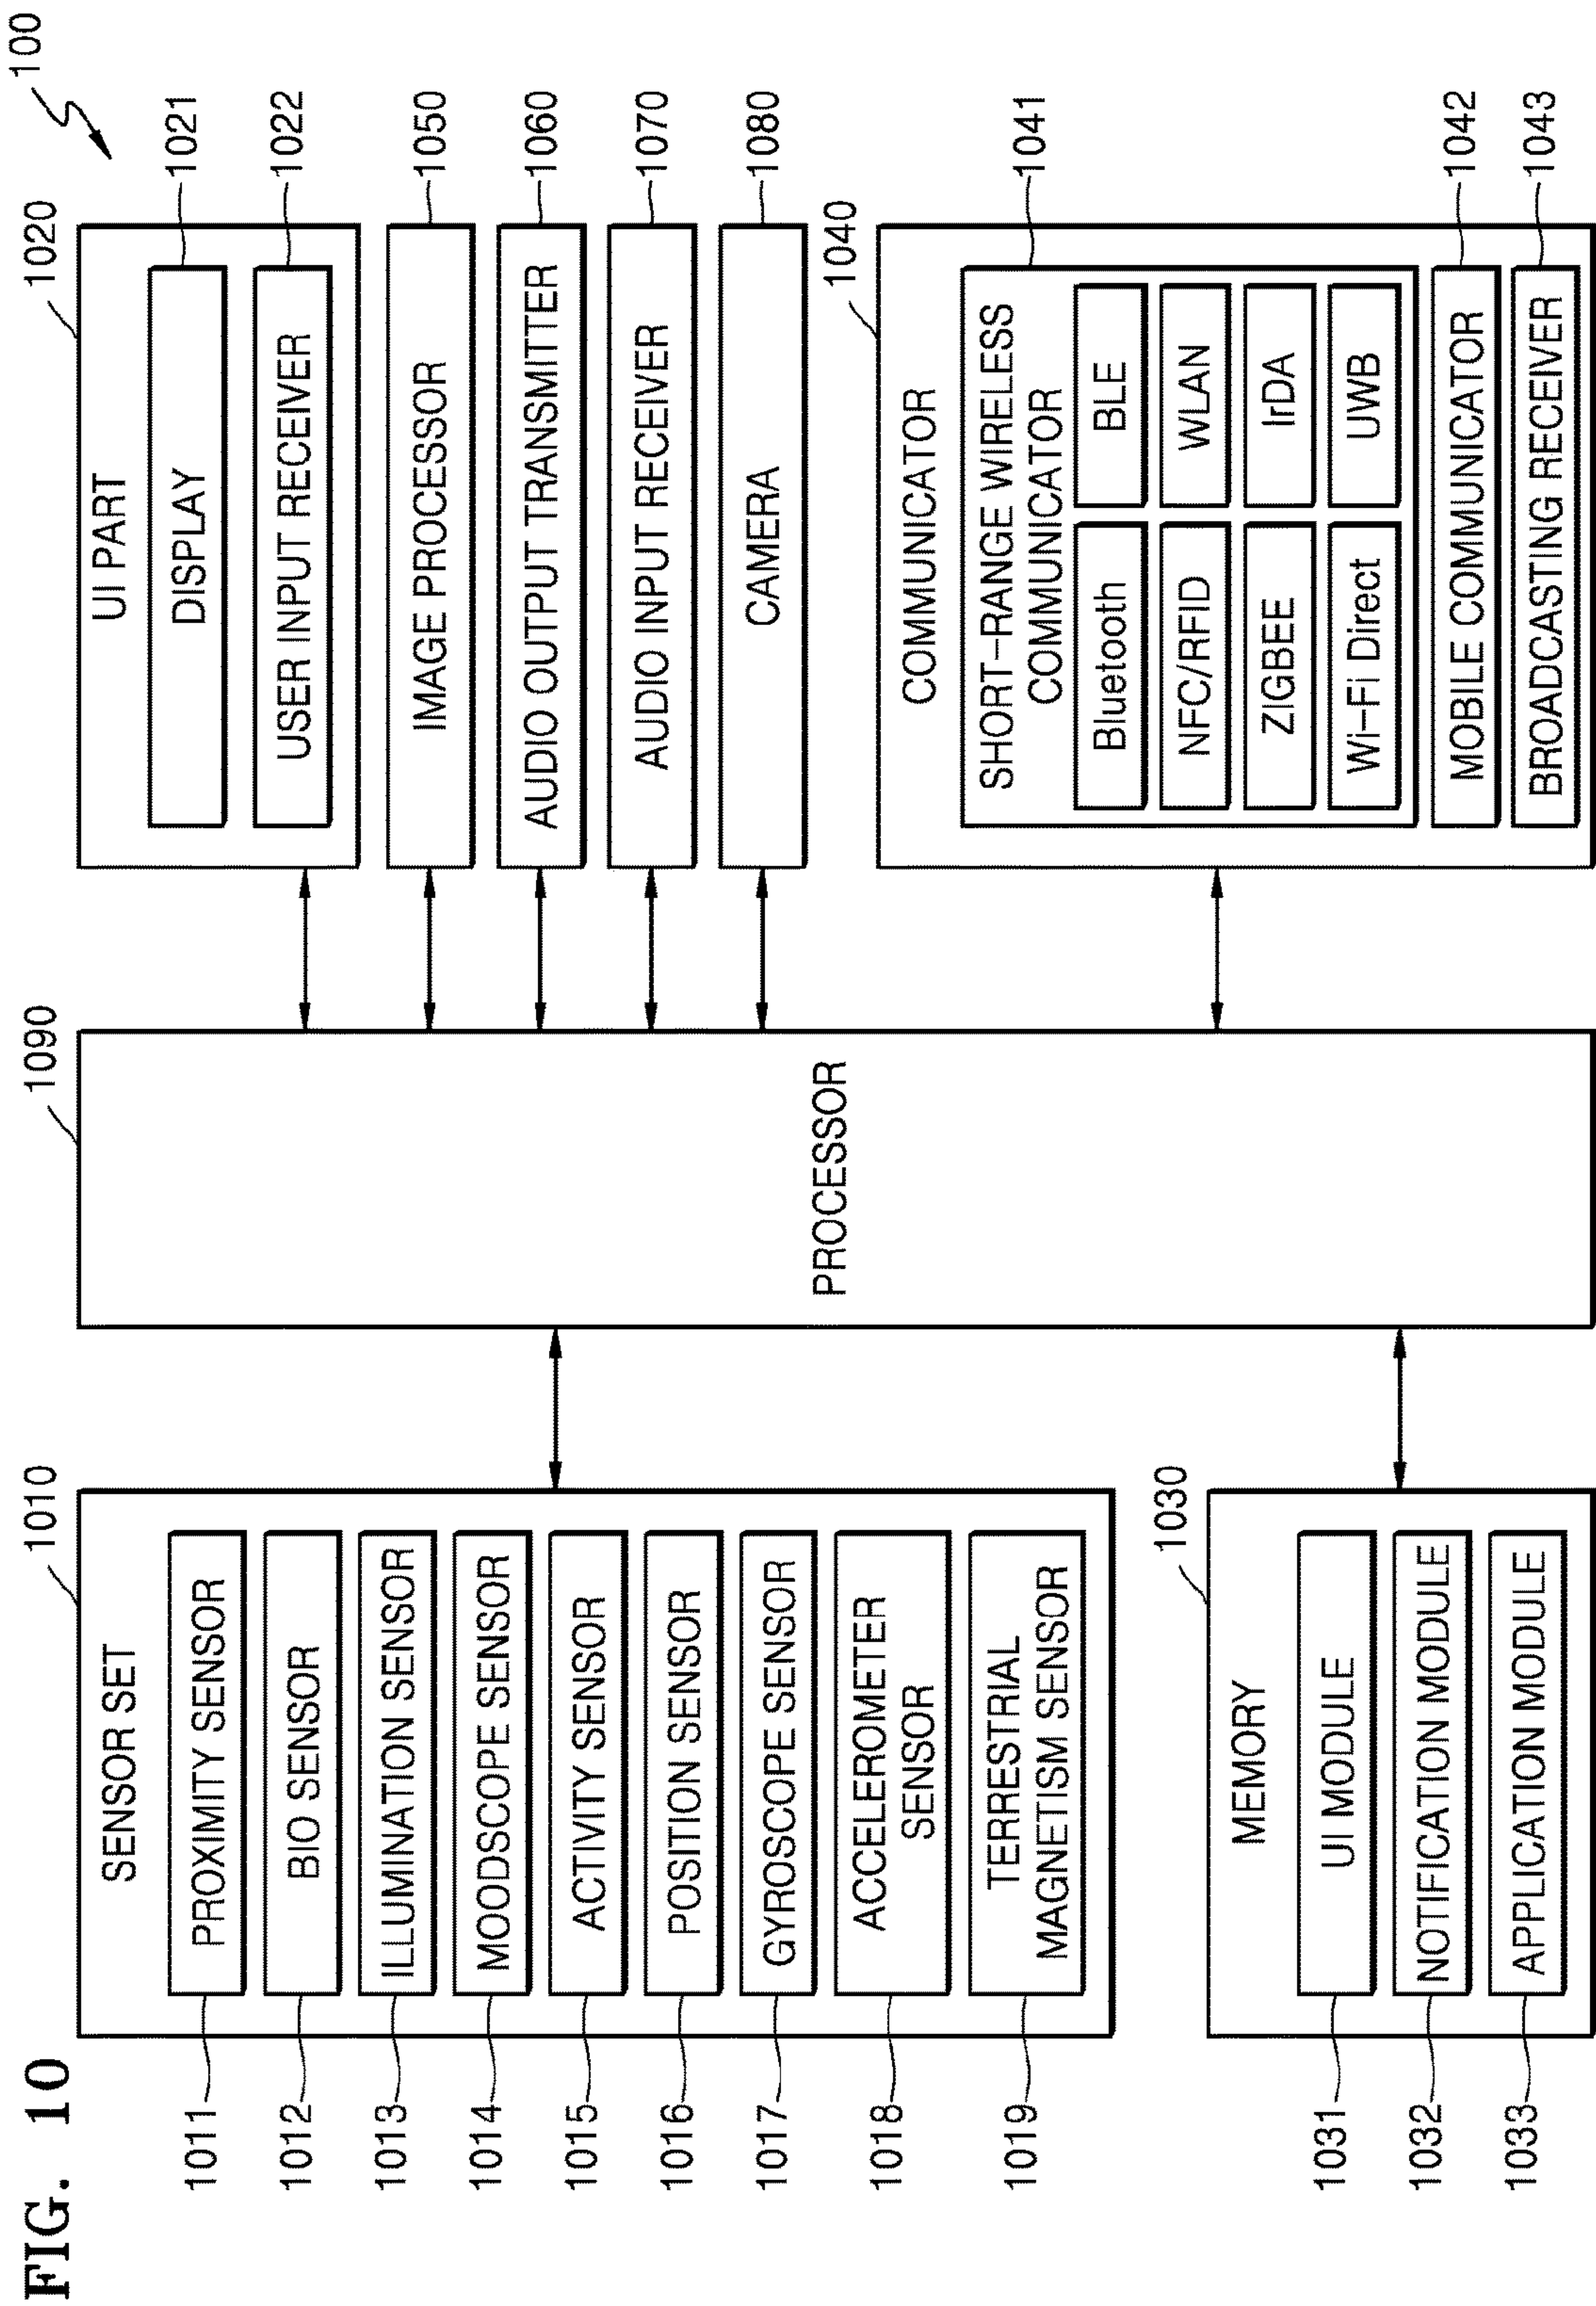 FIG. 10
100
1010
SENSOR SET
1011
PROXIMITY SENSOR
1012
BIO SENSOR
1013
ILLUMINATION SENSOR
1014
MOODSCOPE SENSOR
1015
ACTIVITY SENSOR
1016
POSITION SENSOR
1017
GYROSCOPE SENSOR
1018
ACCELEROMETER
SENSOR
1019
TERRESTRIAL
MAGNETISM SENSOR
1030
MEMORY
1031
UI MODULE
1032
NOTIFICATION MODULE
1033
APPLICATION MODULE
1090
PROCESSOR
1020
UI PART
DISPLAY
1021
USER INPUT RECEIVER
1022
IMAGE PROCESSOR
1050
AUDIO OUTPUT TRANSMITTER
1060
AUDIO INPUT RECEIVER
1070
CAMERA
1080
1040
COMMUNICATOR
SHORT-RANGE WIRELESS
COMMUNICATOR
1041
Bluetooth
BLE
NFC/RFID
WLAN
ZIGBEE
IrDA
Wi-Fi Direct
UWB
MOBILE COMMUNICATOR
1042
BROADCASTING RECEIVER
1043